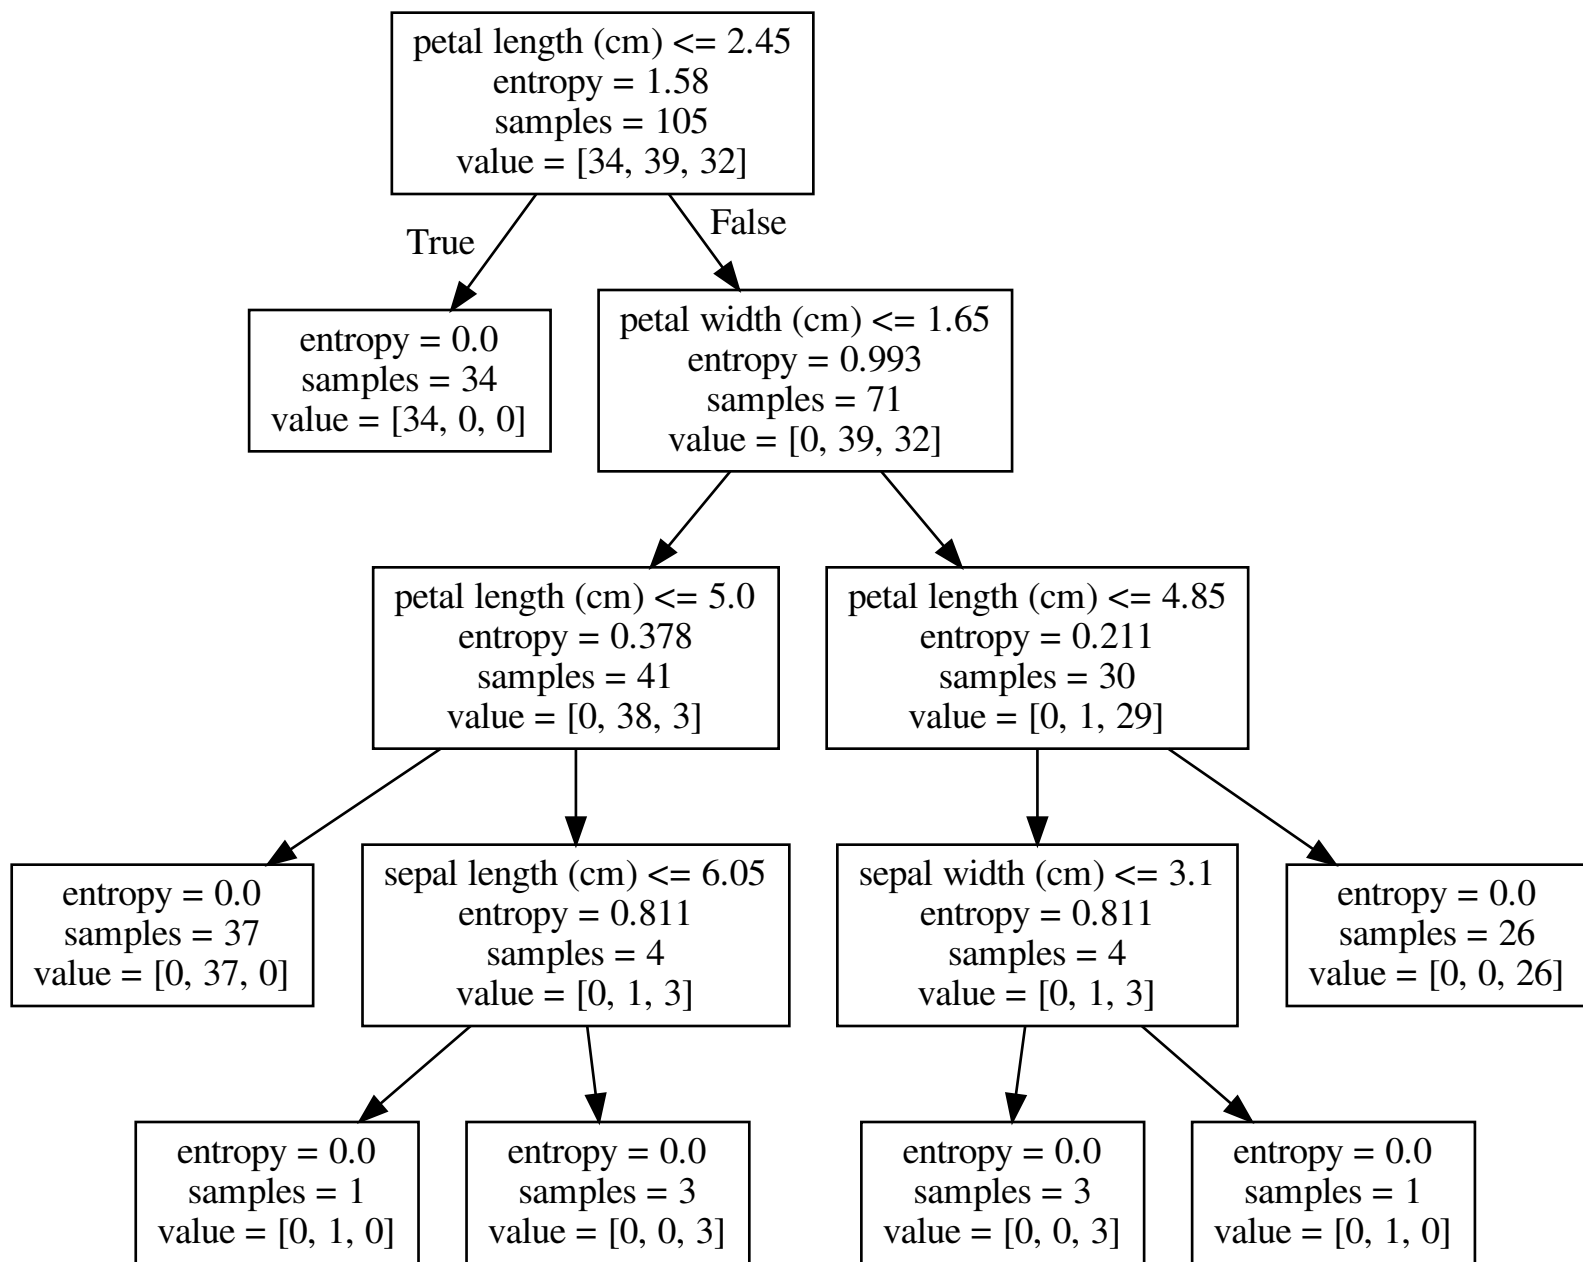 petal length (cm) <= 2.45
entropy = 1.58
samples = 105
value = [34, 39, 32]
True
False
entropy = 0.0
samples = 34
value = [34, 0, 0]
petal width (cm) <= 1.65
entropy = 0.993
samples = 71
value = [0, 39, 32]
petal length (cm) <= 5.0
entropy = 0.378
samples = 41
value = [0, 38, 3]
petal length (cm) <= 4.85
entropy = 0.211
samples = 30
value = [0, 1, 29]
entropy = 0.0
samples = 37
value = [0, 37, 0]
sepal length (cm) <= 6.05
entropy = 0.811
samples = 4
value = [0, 1, 3]
sepal width (cm) <= 3.1
entropy = 0.811
samples = 4
value = [0, 1, 3]
entropy = 0.0
samples = 26
value = [0, 0, 26]
entropy = 0.0
samples = 1
value = [0, 1, 0]
entropy = 0.0
samples = 3
value = [0, 0, 3]
entropy = 0.0
samples = 3
value = [0, 0, 3]
entropy = 0.0
samples = 1
value = [0, 1, 0]